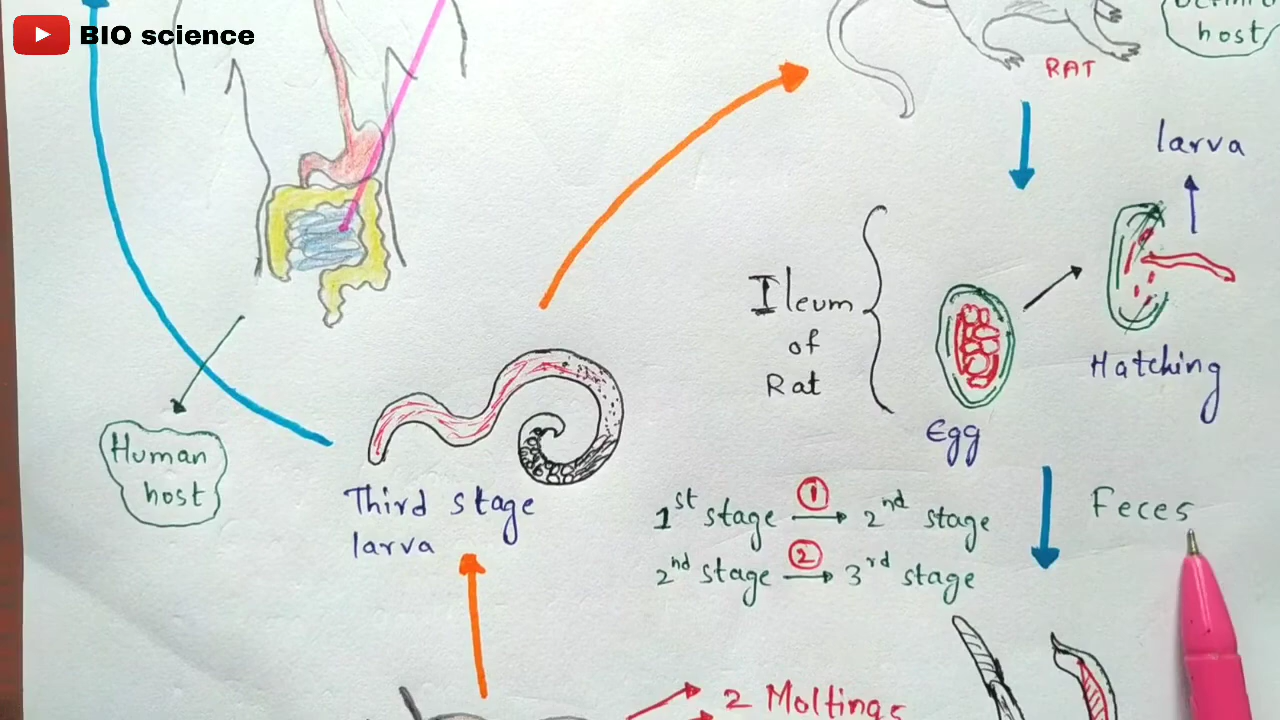 BIO science
host
RAT
larva
Ileum
of
Rat
Hatching
Egg
Human
host
Third stage
larva
Feces
1st stage ① 2nd stage
2nd stage ② 3rd stage
2 Moltings